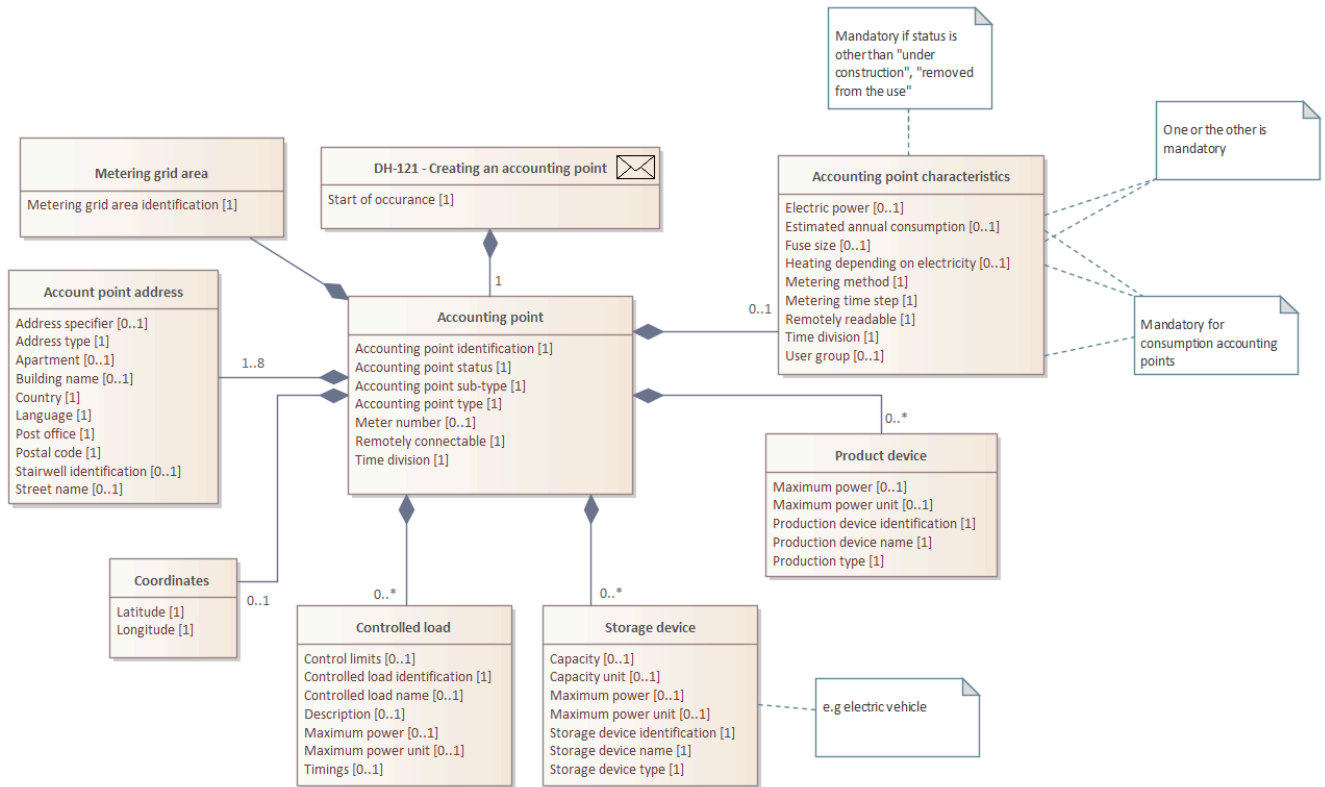 Mandatory if status is
other than "under
construction", "removed
from the use"
One or the other is
mandatory
Metering grid area
Metering grid area identification [1]
DH-121 - Creating an accounting point
Start of occurance [1]
Accounting point characteristics
Electric power [0..1]
Estimated annual consumption [0..1]
Fuse size [0..1]
Heating depending on electricity [0..1]
Metering method [1]
Metering time step [1]
Remotely readable [1]
Time division [1]
User group [0..1]
Account point address
Address specifier [0..1]
Address type [1]
Apartment [0..1]
Building name [0..1]
Country [1]
Language [1]
Post office [1]
Postal code [1]
Stairwell identification [0..1]
Street name [0..1]
1
Accounting point
Accounting point identification [1]
Accounting point status [1]
Accounting point sub-type [1]
Accounting point type [1]
Meter number [0..1]
Remotely connectable [1]
Time division [1]
0..1
1..8
Mandatory for
consumption accounting
points
0..*
Product device
Maximum power [0..1]
Maximum power unit [0..1]
Production device identification [1]
Production device name [1]
Production type [1]
Coordinates
Latitude [1]
Longitude [1]
0..1
0..*
Controlled load
Control limits [0..1]
Controlled load identification [1]
Controlled load name [0..1]
Description [0..1]
Maximum power [0..1]
Maximum power unit [0..1]
Timings [0..1]
0..*
Storage device
Capacity [0..1]
Capacity unit [0..1]
Maximum power [0..1]
Maximum power unit [0..1]
Storage device identification [1]
Storage device name [1]
Storage device type [1]
e.g electric vehicle